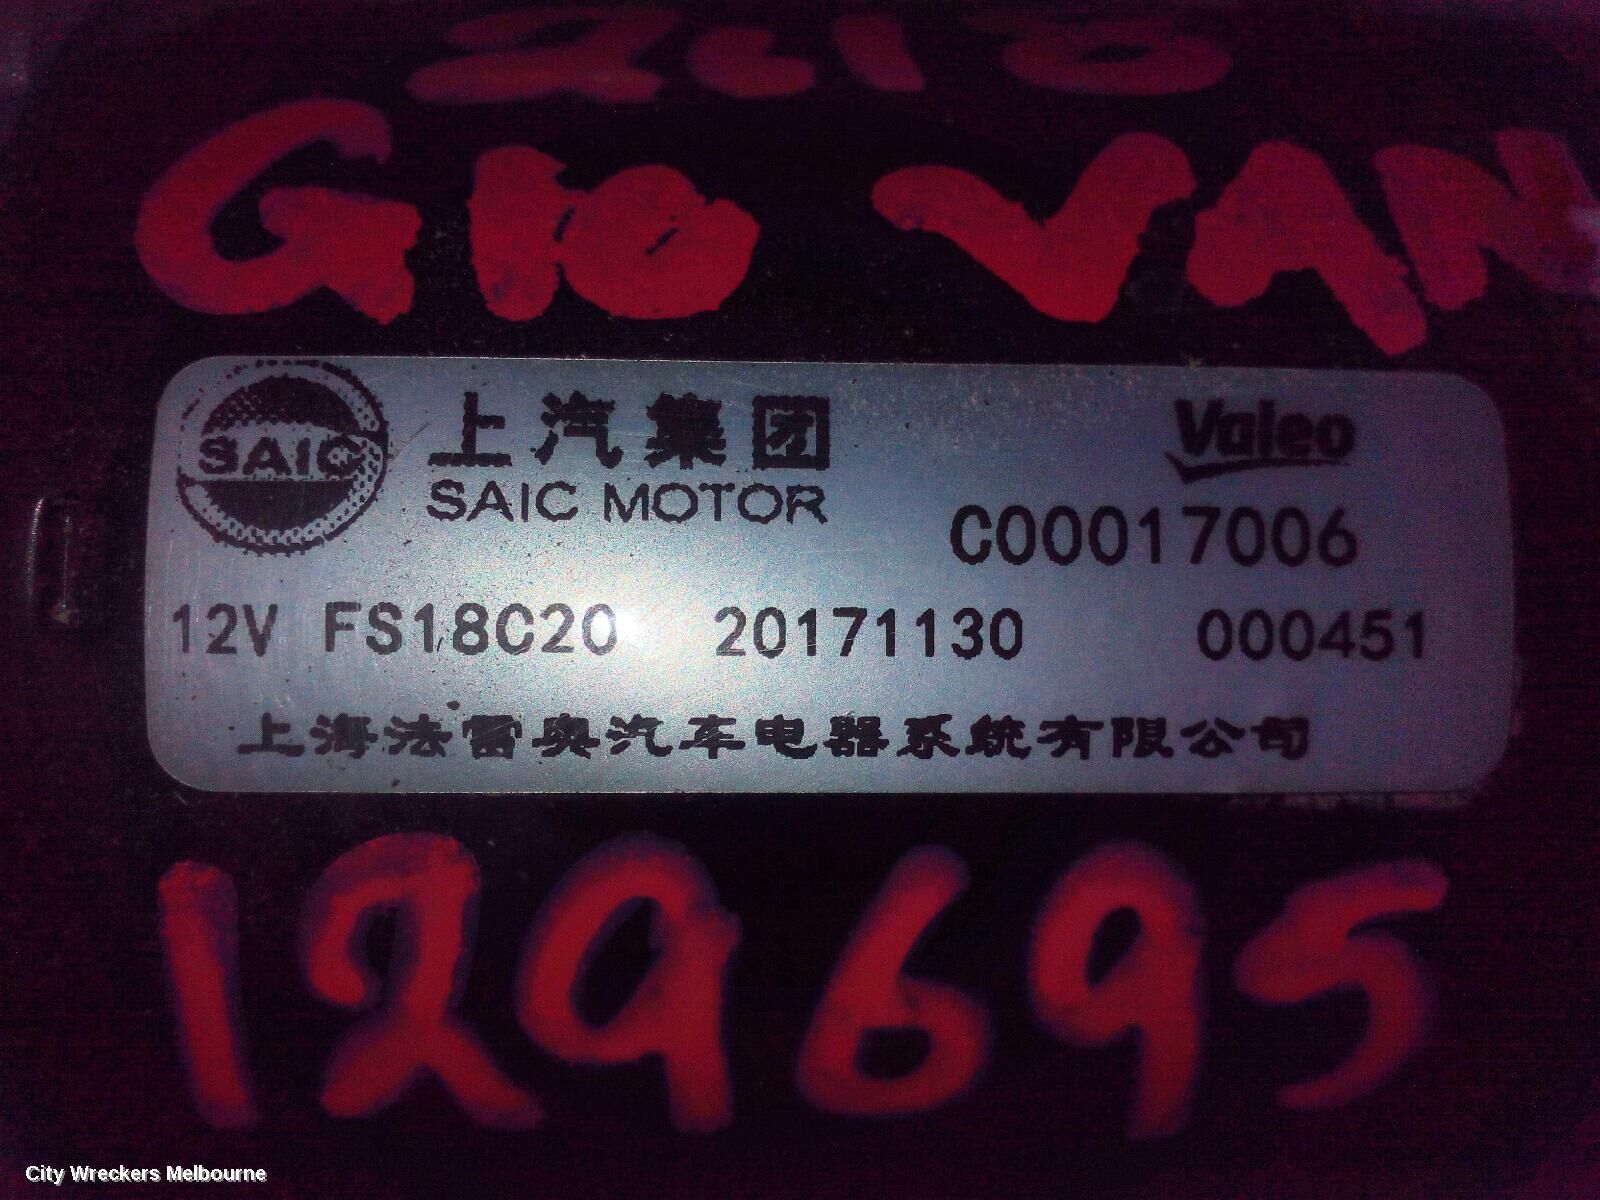 G10 VAN
SAIC
上汽集团
SAIC MOTOR
Valeo
C00017006
12V FS18C20 20171130 000451
上海法雷奥汽车电器系统有限公司
129695
City Wreckers Melbourne